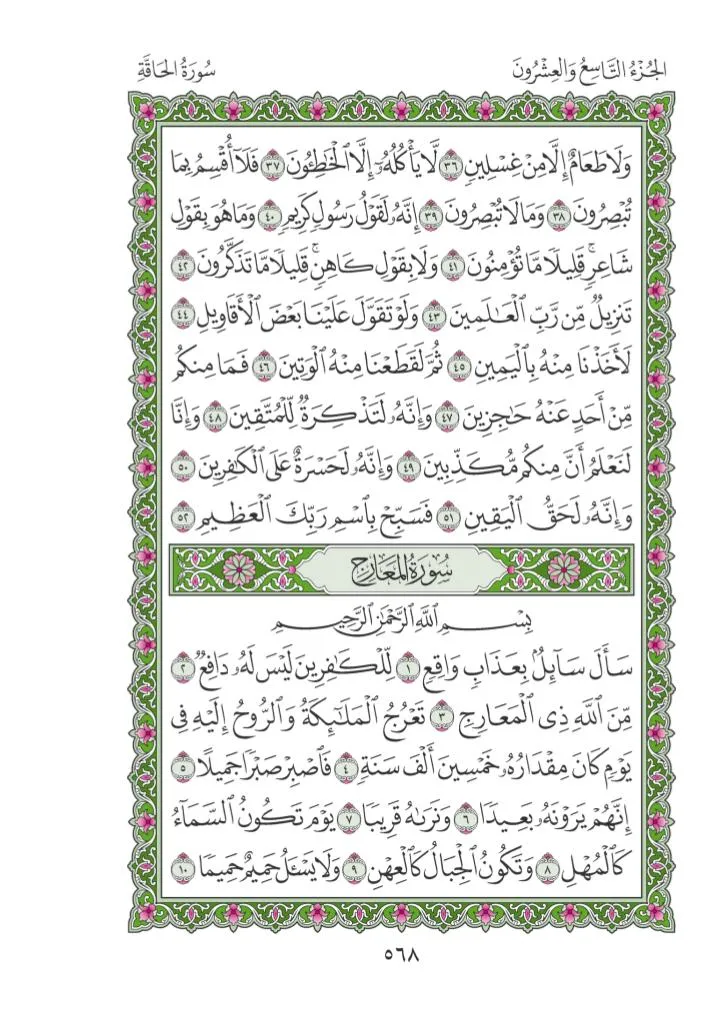 الجُزْءُ التَّاسِعُ وَالعِشْرُونَ سُورَةُ الحَاقَّةِ
وَلَا طَعَامٌ إِلَّا مِنْ غِسْلِينٍ ٣٦ لَّا يَأْكُلُهُۥٓ إِلَّا ٱلْخَٰطِـُٔونَ ٣٧ فَلَآ أُقْسِمُ بِمَا
تُبْصِرُونَ ٣٨ وَمَا لَا تُبْصِرُونَ ٣٩ إِنَّهُۥ لَقَوْلُ رَسُولٍ كَرِيمٍ ٤٠ وَمَا هُوَ بِقَوْلِ
شَاعِرٍۚ قَلِيلًا مَّا تُؤْمِنُونَ ٤١ وَلَا بِقَوْلِ كَاهِنٍۚ قَلِيلًا مَّا تَذَكَّرُونَ ٤٢
تَنزِيلٌ مِّن رَّبِّ ٱلْعَٰلَمِينَ ٤٣ وَلَوْ تَقَوَّلَ عَلَيْنَا بَعْضَ ٱلْأَقَاوِيلِ ٤٤
لَأَخَذْنَا مِنْهُ بِٱلْيَمِينِ ٤٥ ثُمَّ لَقَطَعْنَا مِنْهُ ٱلْوَتِينَ ٤٦ فَمَا مِنكُم
مِّنْ أَحَدٍ عَنْهُ حَٰجِزِينَ ٤٧ وَإِنَّهُۥ لَتَذْكِرَةٌ لِّلْمُتَّقِينَ ٤٨ وَإِنَّا
لَنَعْلَمُ أَنَّ مِنكُم مُّكَذِّبِينَ ٤٩ وَإِنَّهُۥ لَحَسْرَةٌ عَلَى ٱلْكَٰفِرِينَ ٥٠
وَإِنَّهُۥ لَحَقُّ ٱلْيَقِينِ ٥١ فَسَبِّحْ بِٱسْمِ رَبِّكَ ٱلْعَظِيمِ ٥٢
سُورَةُ المَعَارِجِ
بِسْمِ ٱللَّهِ ٱلرَّحْمَٰنِ ٱلرَّحِيمِ
سَأَلَ سَآئِلٌۢ بِعَذَابٍ وَاقِعٍ ١ لِّلْكَٰفِرِينَ لَيْسَ لَهُۥ دَافِعٌ ٢
مِّنَ ٱللَّهِ ذِي ٱلْمَعَارِجِ ٣ تَعْرُجُ ٱلْمَلَٰٓئِكَةُ وَٱلرُّوحُ إِلَيْهِ فِي
يَوْمٍ كَانَ مِقْدَارُهُۥ خَمْسِينَ أَلْفَ سَنَةٍ ٤ فَٱصْبِرْ صَبْرًا جَمِيلًا ٥
إِنَّهُمْ يَرَوْنَهُۥ بَعِيدًا ٦ وَنَرَىٰهُ قَرِيبًا ٧ يَوْمَ تَكُونُ ٱلسَّمَآءُ
كَٱلْمُهْلِ ٨ وَتَكُونُ ٱلْجِبَالُ كَٱلْعِهْنِ ٩ وَلَا يَسْـَٔلُ حَمِيمٌ حَمِيمًا ١٠
٥٦٨